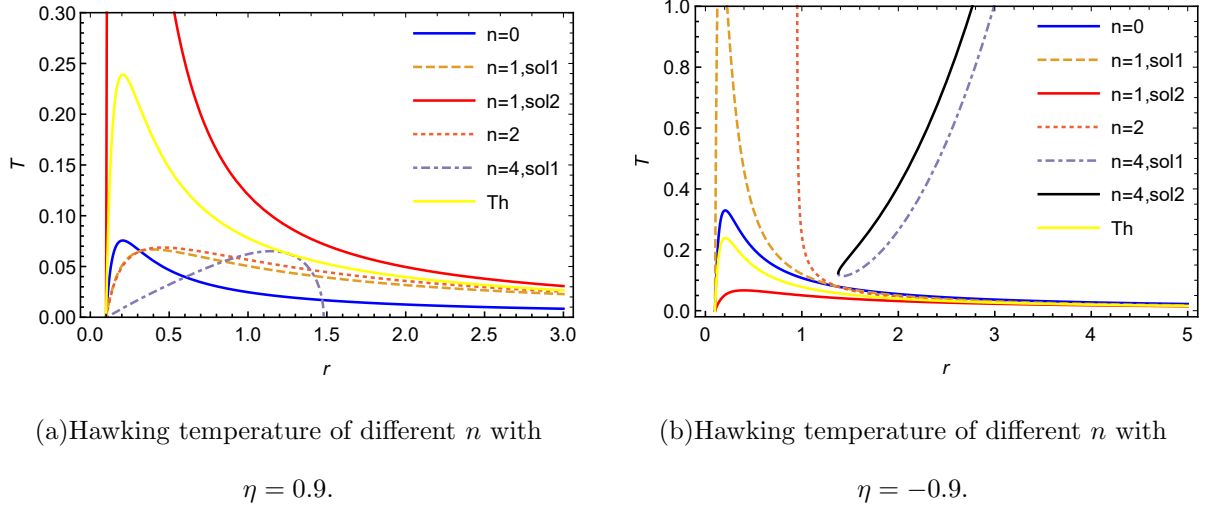 0.30
0.25
0.20
0.15
0.10
0.05
0.00
T
0.0 0.5 1.0 1.5 2.0 2.5 3.0
r
n=0
n=1,sol1
n=1,sol2
n=2
n=4,sol1
Th
1.0
0.8
0.6
0.4
0.2
0.0
T
0 1 2 3 4 5
r
n=0
n=1,sol1
n=1,sol2
n=2
n=4,sol1
n=4,sol2
Th
(a)Hawking temperature of different n with
η = 0.9.
(b)Hawking temperature of different n with
η = −0.9.